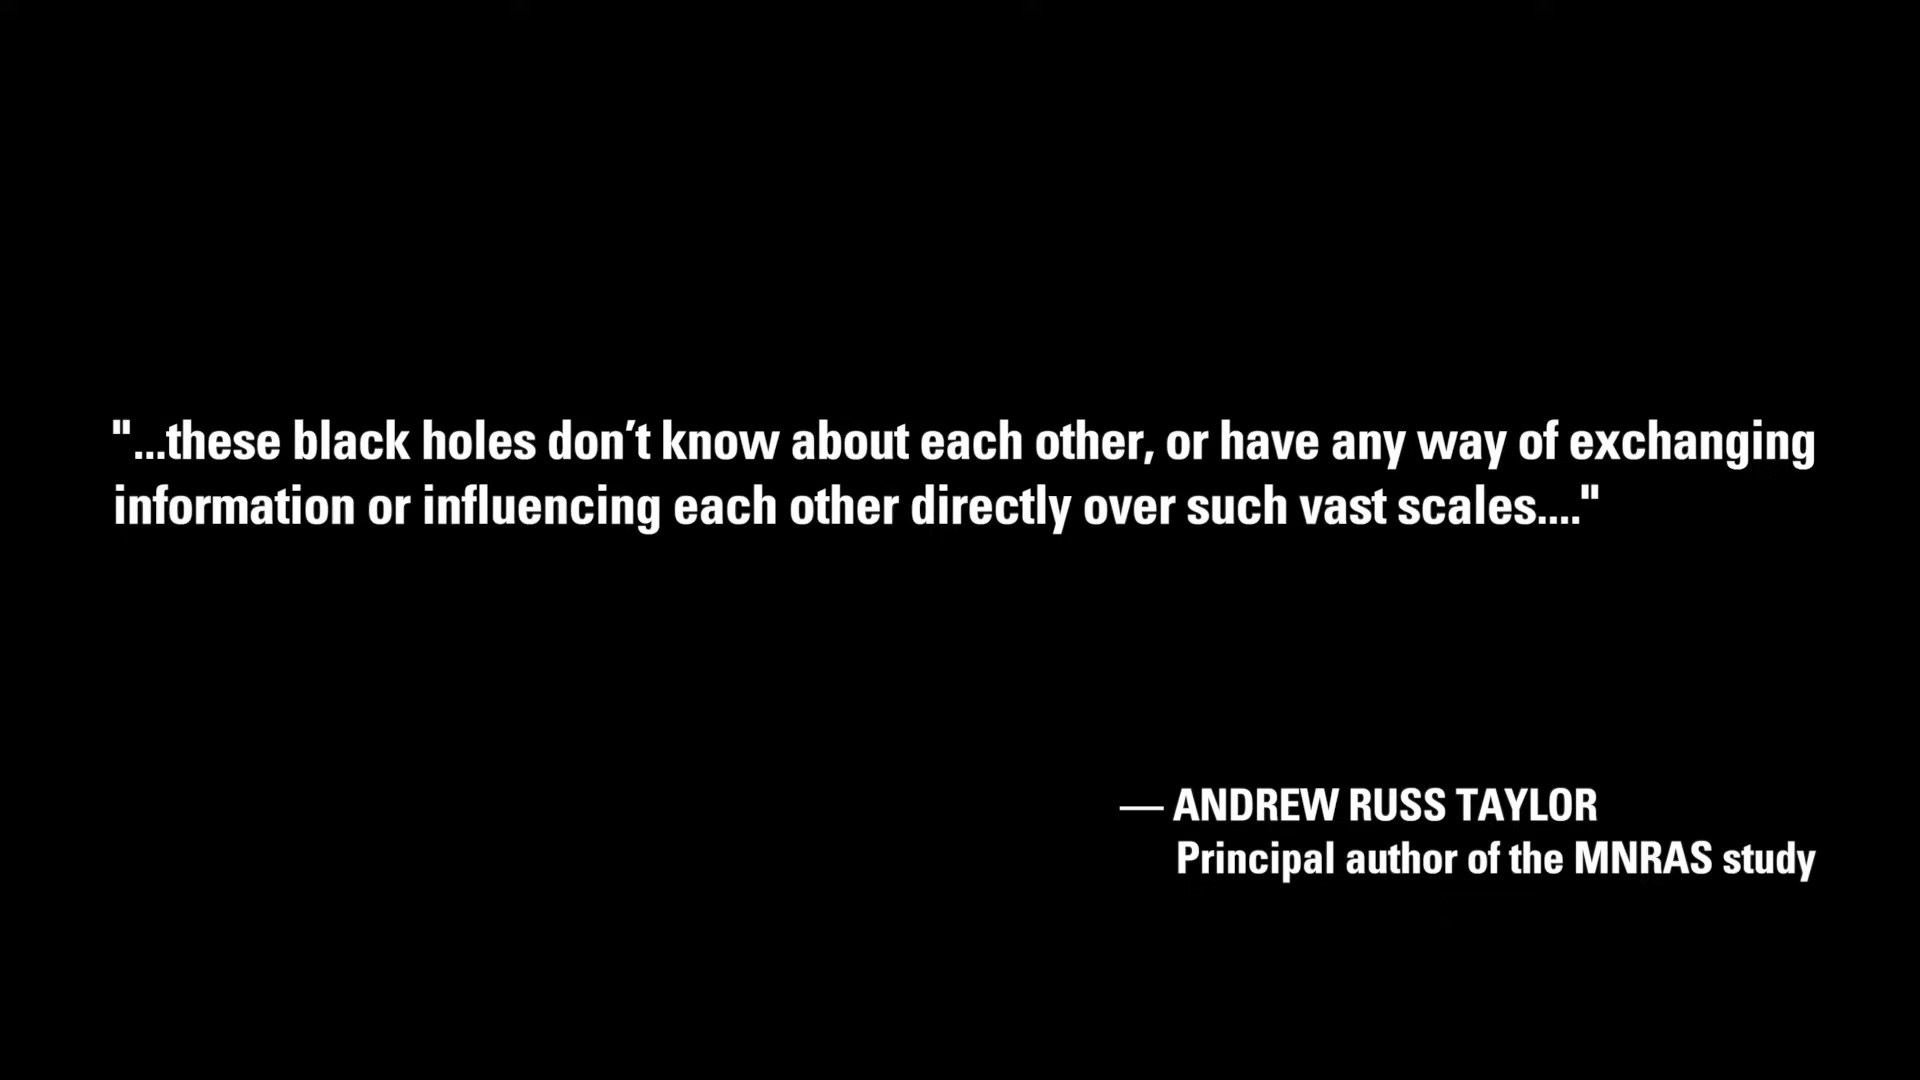 "...these black holes don’t know about each other, or have any way of exchanging
information or influencing each other directly over such vast scales...."
— ANDREW RUSS TAYLOR
Principal author of the MNRAS study